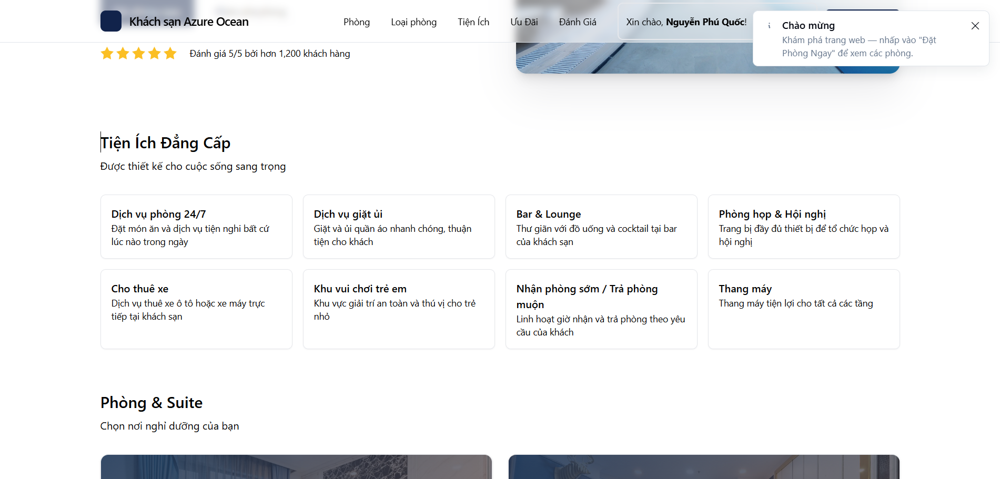 Khách sạn Azure Ocean
Phòng
Loại phòng
Tiện Ích
Ưu Đãi
Đánh Giá
Xin chào, Nguyễn Phú Quốc!
Chào mừng
Khám phá trang web — nhấp vào "Đặt
Phòng Ngay" để xem các phòng.
Đánh giá 5/5 bởi hơn 1,200 khách hàng
Tiện Ích Đẳng Cấp
Được thiết kế cho cuộc sống sang trọng
Dịch vụ phòng 24/7
Đặt món ăn và dịch vụ tiện nghi bất cứ
lúc nào trong ngày
Dịch vụ giặt ủi
Giặt và ủi quần áo nhanh chóng, thuận
tiện cho khách
Bar & Lounge
Thư giãn với đồ uống và cocktail tại bar
của khách sạn
Phòng họp & Hội nghị
Trang bị đầy đủ thiết bị để tổ chức họp và
hội nghị
Cho thuê xe
Dịch vụ thuê xe ô tô hoặc xe máy trực
tiếp tại khách sạn
Khu vui chơi trẻ em
Khu vực giải trí an toàn và thú vị cho trẻ
nhỏ
Nhận phòng sớm / Trả phòng
muộn
Linh hoạt giờ nhận và trả phòng theo yêu
cầu của khách
Thang máy
Thang máy tiện lợi cho tất cả các tầng
Phòng & Suite
Chọn nơi nghỉ dưỡng của bạn